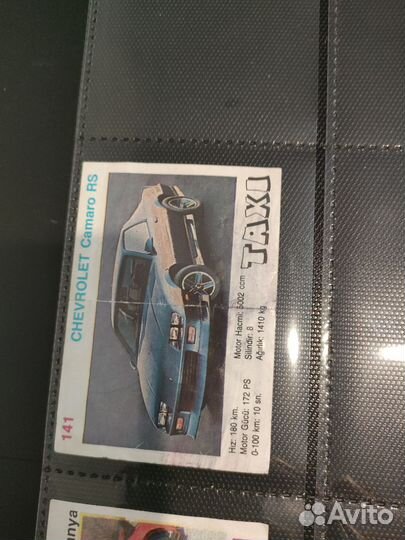 141
CHEVROLET Camaro RS
Hız: 180 km.
Motor Gücü: 172 PS
0-100 km: 10 sn.
Motor Hacmi: 5002 ccm
Silindir: 8
Ağırlık: 1410 kg.
TAXI
nya
Avito